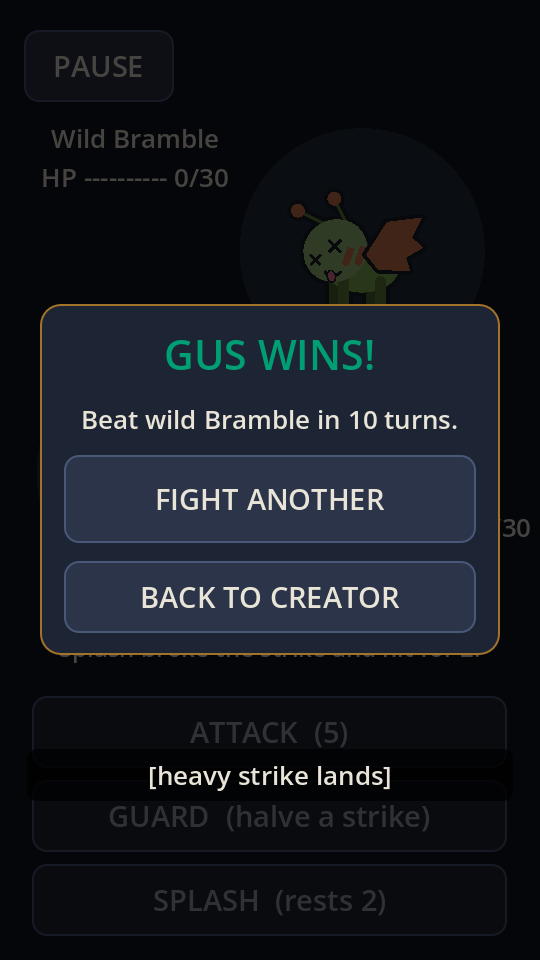 PAUSE
Wild Bramble
HP ---------- 0/30
GUS WINS!
Beat wild Bramble in 10 turns.
FIGHT ANOTHER
30
BACK TO CREATOR
ATTACK (5)
[heavy strike lands]
GUARD (halve a strike)
SPLASH (rests 2)